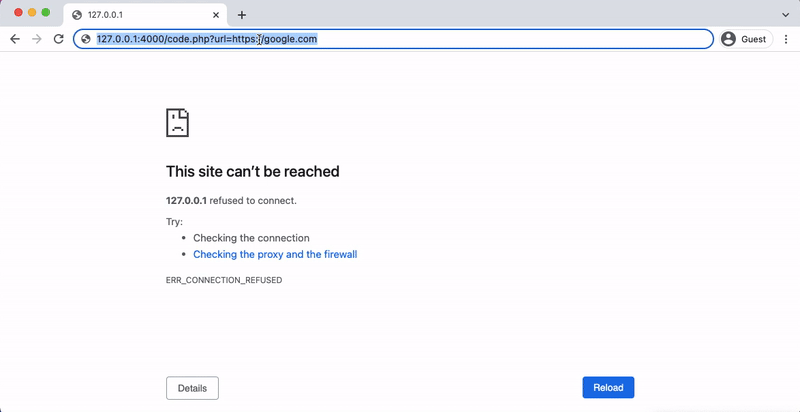 127.0.0.1
127.0.0.1:4000/code.php?url=https://google.com
Guest
This site can't be reached
127.0.0.1 refused to connect.
Try:
• Checking the connection
• Checking the proxy and the firewall
ERR_CONNECTION_REFUSED
Details
Reload